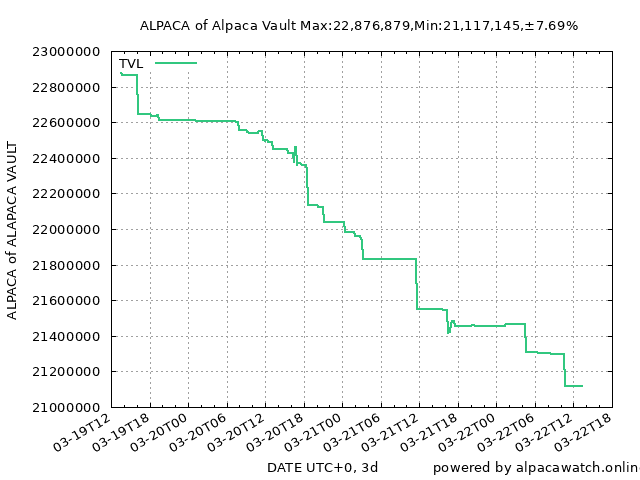 ALPACA of Alpaca Vault Max:22,876,879,Min:21,117,145,±7.69%
TVL
23000000
22800000
22600000
22400000
22200000
22000000
21800000
21600000
21400000
21200000
21000000
ALPACA of ALAPACA VAULT
03-19T12
03-19T18
03-20T00
03-20T06
03-20T12
03-20T18
03-21T00
03-21T06
03-21T12
03-21T18
03-22T00
03-22T06
03-22T12
03-22T18
DATE UTC+0, 3d
powered by alpacawatch.onlin